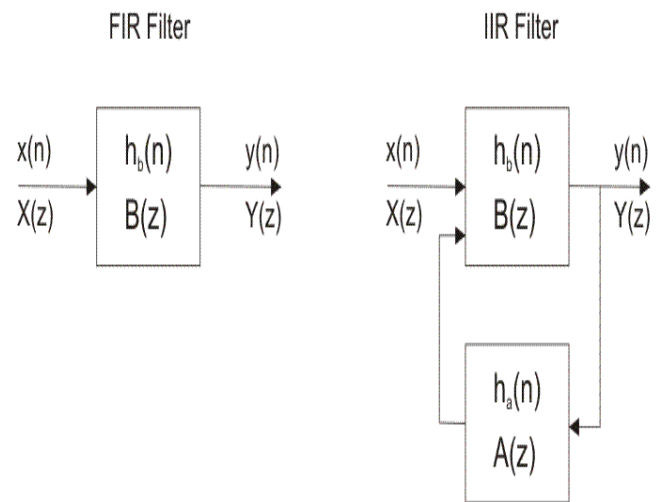 FIR Filter
x(n)
X(z)
h_b(n)
B(z)
y(n)
Y(z)
IIR Filter
x(n)
X(z)
h_b(n)
B(z)
y(n)
Y(z)
h_a(n)
A(z)